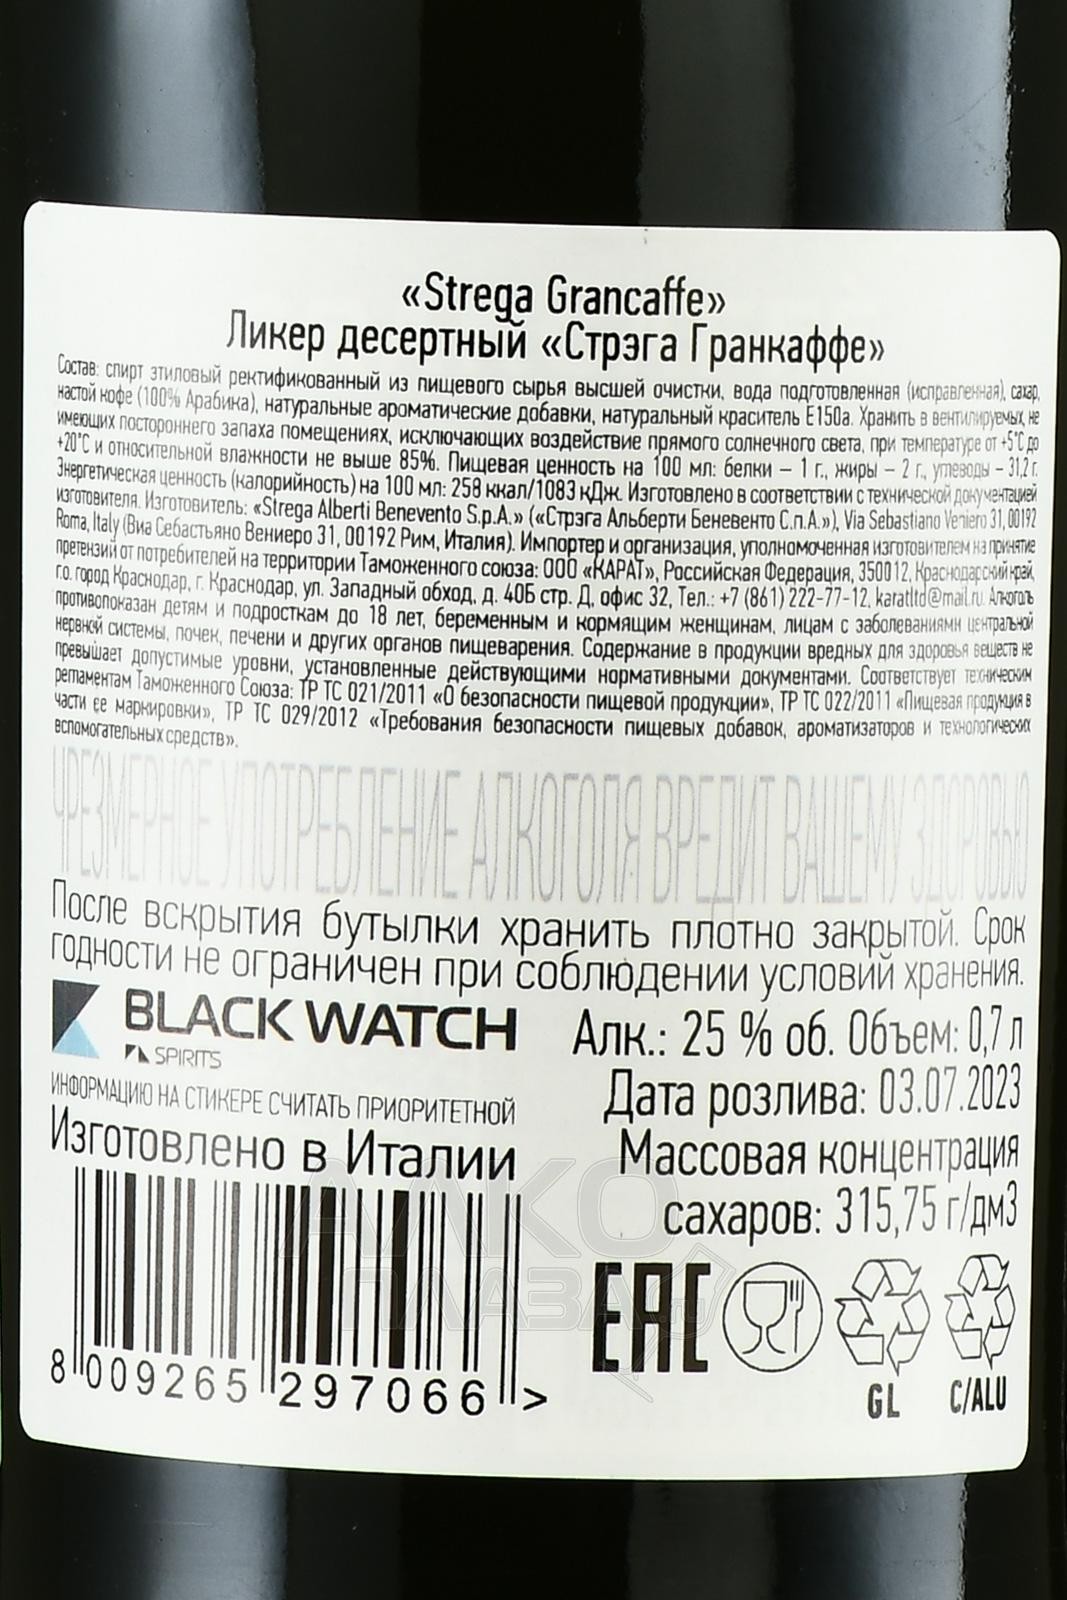 «Strega Grancaffe»
Ликер десертный «Стрэга Гранкаффе»
Состав: спирт этиловый ректификованный из пищевого сырья высшей очистки, вода подготовленная (исправленная), сахар,
настой кофе (100% Арабика), натуральные ароматические добавки, натуральный краситель Е150а. Хранить в вентилируемых, не
имеющих постороннего запаха помещениях, исключающих воздействие прямого солнечного света, при температуре от +5°С до
+20°С и относительной влажности не выше 85%. Пищевая ценность на 100 мл: белки – 1 г., жиры – 2 г., углеводы – 31,2 г.
Энергетическая ценность (калорийность) на 100 мл: 258 ккал/1083 кДж. Изготовлено в соответствии с технической документацией
изготовителя. Изготовитель: «Strega Alberti Benevento S.p.A.» («Стрэга Альберти Беневенто С.п.А.»), Via Sebastiano Veniero 31, 00192
Roma, Italy (Виа Себастьяно Вениеро 31, 00192 Рим, Италия). Импортер и организация, уполномоченная изготовителем на принятие
претензий от потребителей на территории Таможенного союза: ООО «КАРАТ», Российская Федерация, 350012, Краснодарский край,
г.о. город Краснодар, г. Краснодар, ул. Западный обход, д. 40Б стр. Д, офис 32, Тел.: +7 (861) 222-77-12, karatltd@mail.ru. Алкоголь
противопоказан детям и подросткам до 18 лет, беременным и кормящим женщинам, лицам с заболеваниями центральной
нервной системы, почек, печени и других органов пищеварения. Содержание в продукции вредных для здоровья веществ не
превышает допустимые уровни, установленные действующими нормативными документами. Соответствует техническим
регламентам Таможенного Союза: ТР ТС 021/2011 «О безопасности пищевой продукции», ТР ТС 022/2011 «Пищевая продукция в
части ее маркировки», ТР ТС 029/2012 «Требования безопасности пищевых добавок, ароматизаторов и технологических
вспомогательных средств».
ЧРЕЗМЕРНОЕ УПОТРЕБЛЕНИЕ АЛКОГОЛЯ ВРЕДИТ ВАШЕМУ ЗДОРОВЬЮ
После вскрытия бутылки хранить плотно закрытой. Срок
годности не ограничен при соблюдении условий хранения.
BLACK WATCH
SPIRITS
ИНФОРМАЦИЮ НА СТИКЕРЕ СЧИТАТЬ ПРИОРИТЕТНОЙ
Изготовлено в Италии
Алк.: 25 % об. Объем: 0,7 л
Дата розлива: 03.07.2023
Массовая концентрация
сахаров: 315,75 г/дм3
8 009265 297066 >
EAC
GL
C/ALU
АЛКО
ПЛАЗА.ru